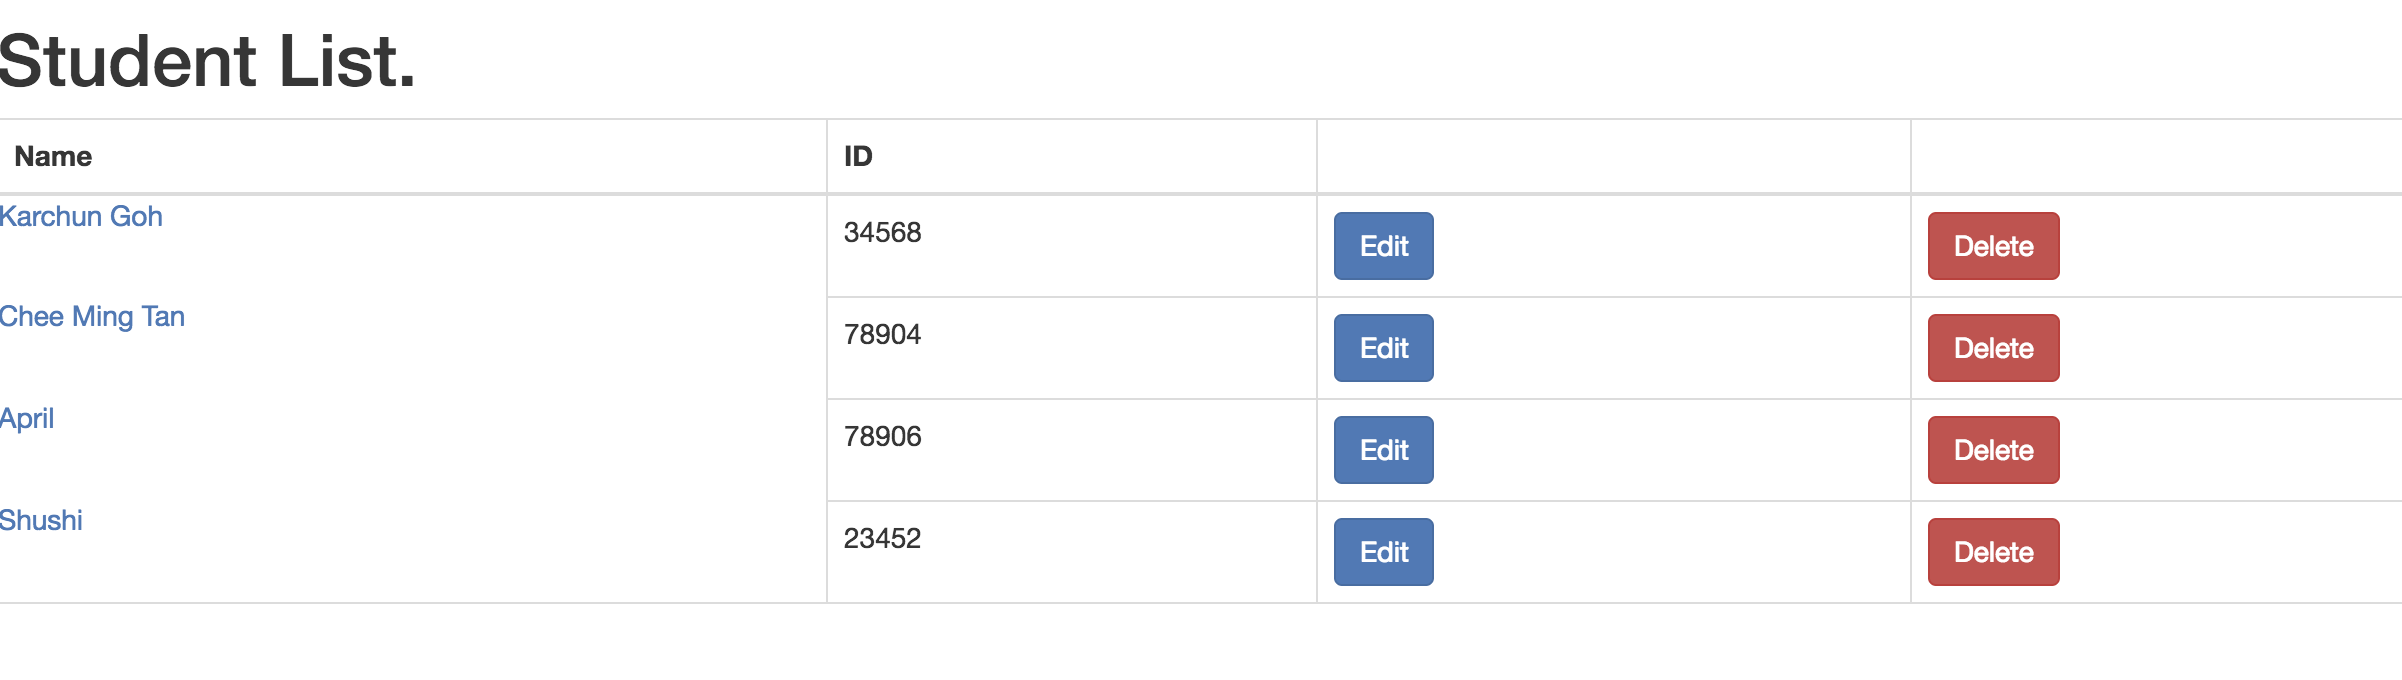 Student List.
Name ID
Karchun Goh 34568 Edit Delete
Chee Ming Tan 78904 Edit Delete
April 78906 Edit Delete
Shushi 23452 Edit Delete